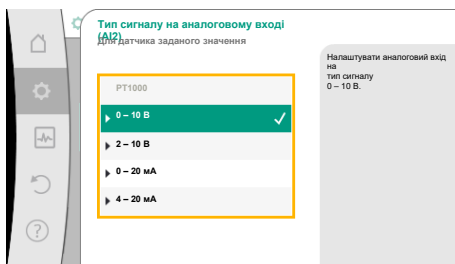 Тип сигналу на аналоговому вході
(AI2)
Для датчика заданого значення
PT1000
0 – 10 В
2 – 10 В
0 – 20 мА
4 – 20 мА
Налаштувати аналоговий вхід
на
тип сигналу
0 – 10 В.
?